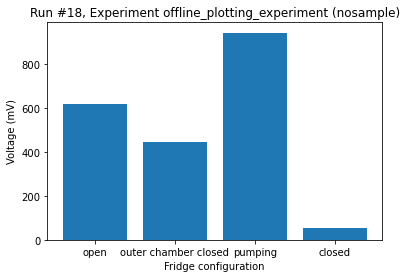 Run #18, Experiment offline_plotting_experiment (nosample)
Voltage (mV)
800
600
400
200
0
open
outer chamber closed
pumping
closed
Fridge configuration